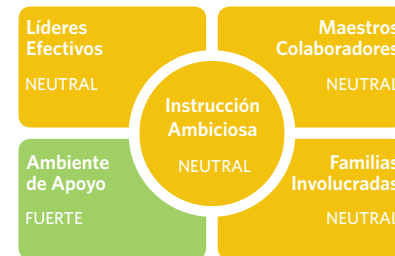 Líderes
Efectivos
NEUTRAL
Maestros
Colaboradores
NEUTRAL
Instrucción
Ambiciosa
NEUTRAL
Ambiente
de Apoyo
FUERTE
Familias
Involucradas
NEUTRAL